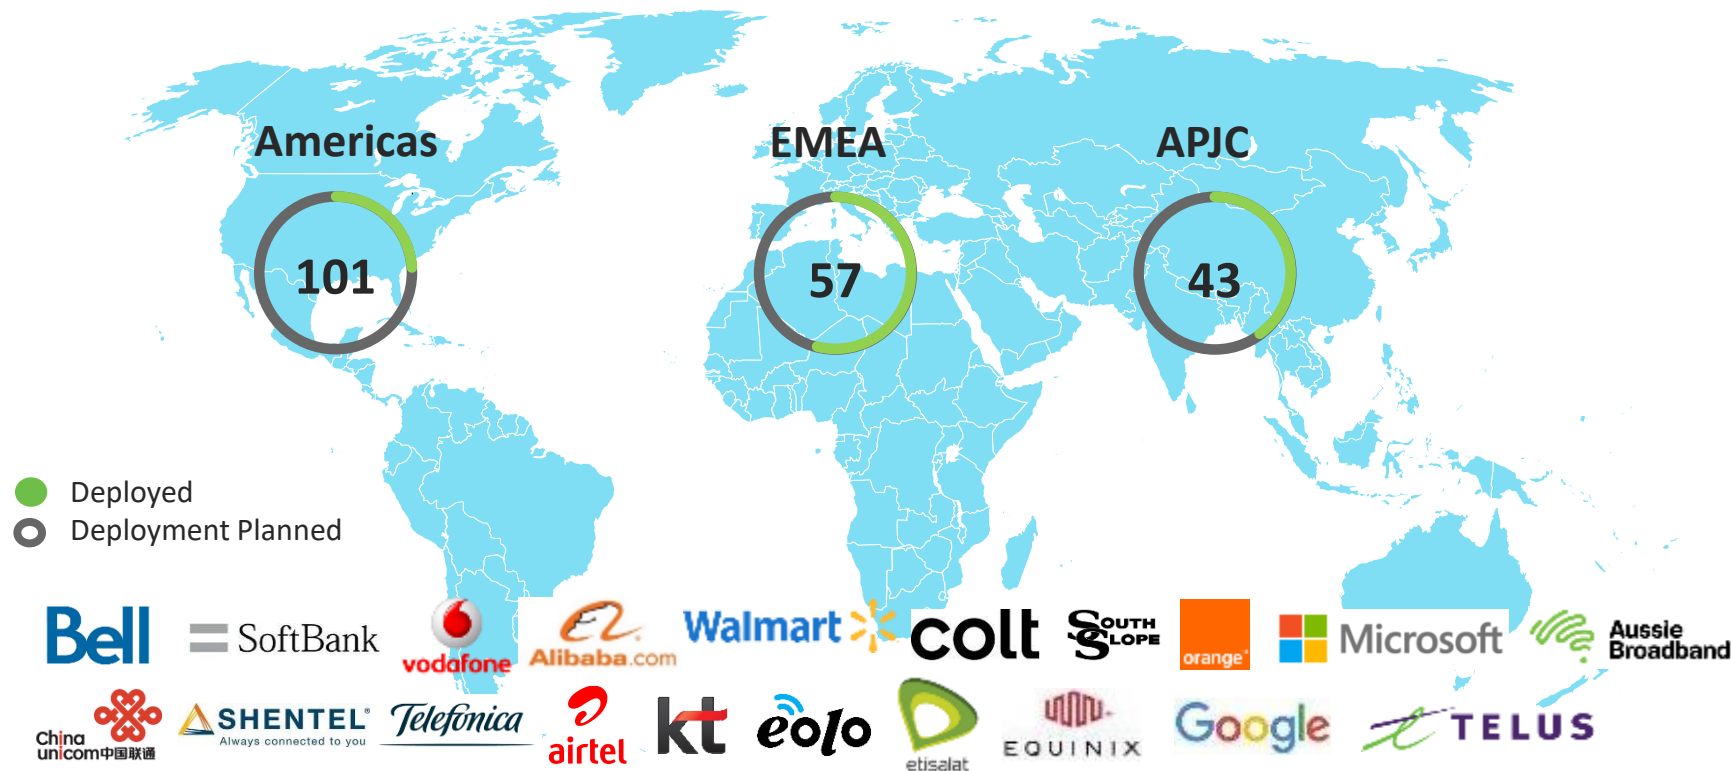 Americas
EMEA
APJC
101
57
43
Deployed
Deployment Planned
Bell
SoftBank
vodafone
Alibaba.com
Walmart
colt
SOUTH
SLOPE
orange
Microsoft
Aussie
Broadband
China
unicom中国联通
SHENTEL®
Always connected to you
Telefónica
airtel
kt
eolo
etisalat
EQUINIX
Google
TELUS